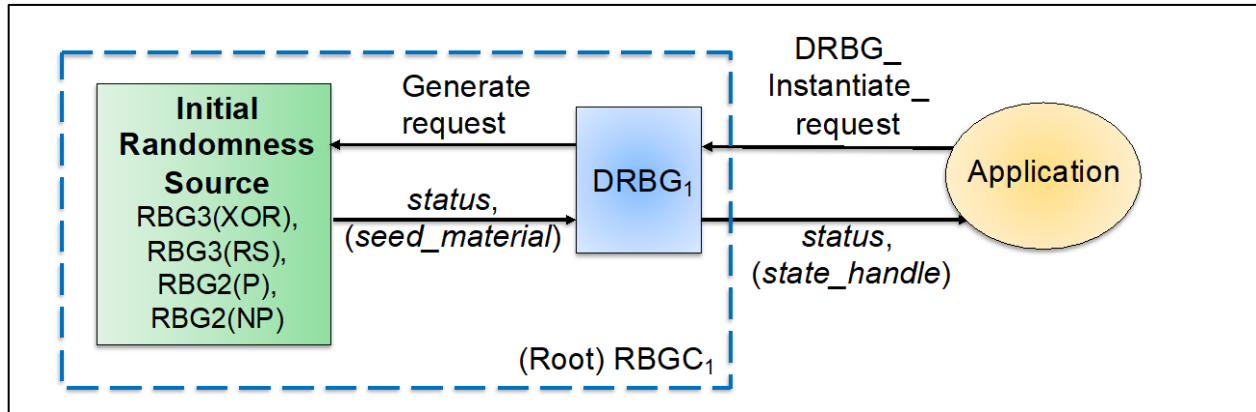 Initial
Randomness
Source
RBG3(XOR),
RBG3(RS),
RBG2(P),
RBG2(NP)
Generate
request
status,
(seed_material)
DRBG₁
(Root) RBGC₁
DRBG_
Instantiate_
request
status,
(state_handle)
Application